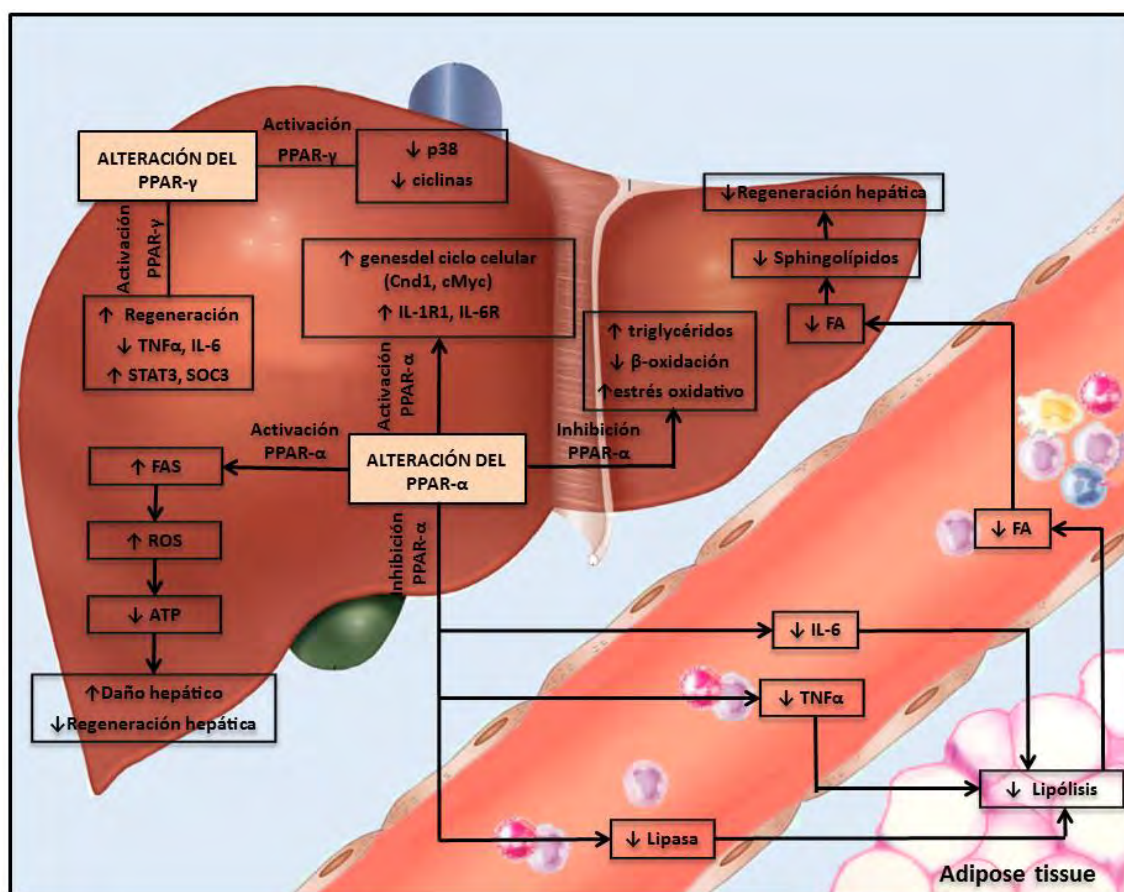 Activación
PPAR-γ
ALTERACIÓN DEL
PPAR-γ
↓ p38
↓ ciclinas
Activación
PPAR-γ
↑ Regeneración
↓ TNFα, IL-6
↑ STAT3, SOC3
↑ genesdel ciclo celular
(Cnd1, cMyc)
↑ IL-1R1, IL-6R
↓Regeneración hepática
↓ Sphingolípidos
↓ FA
↑ triglycéridos
↓ β-oxidación
↑estrés oxidativo
Activación
PPAR-α
Activación
PPAR-α
Inhibición
PPAR-α
ALTERACIÓN DEL
PPAR-α
Inhibición
PPAR-α
↑ FAS
↑ ROS
↓ ATP
↑Daño hepático
↓Regeneración hepática
↓ FA
↓ IL-6
↓ TNFα
↓ Lipólisis
↓ Lipasa
Adipose tissue